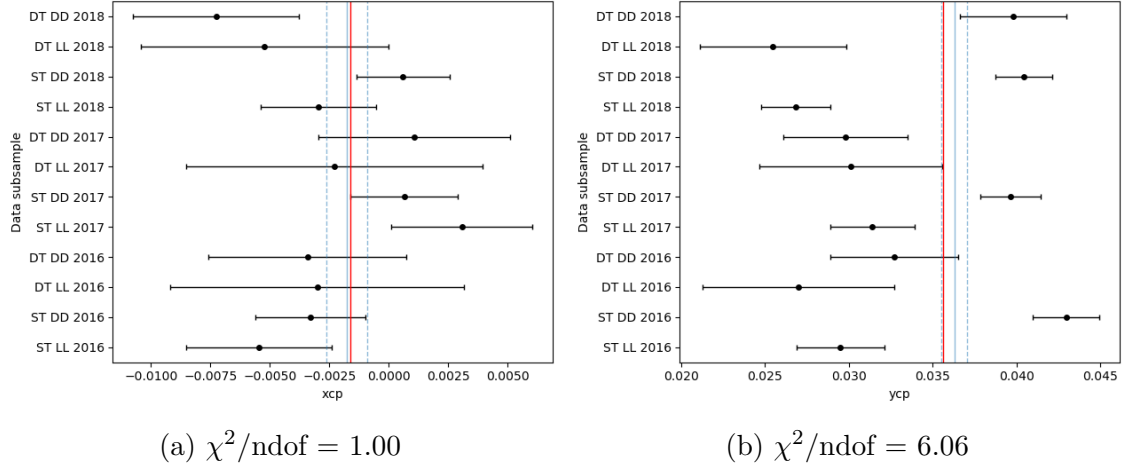 DT DD 2018
DT LL 2018
ST DD 2018
ST LL 2018
DT DD 2017
DT LL 2017
ST DD 2017
ST LL 2017
DT DD 2016
DT LL 2016
ST DD 2016
ST LL 2016
Data subsample
−0.0100 −0.0075 −0.0050 −0.0025 0.0000 0.0025 0.0050
xcp
(a) χ²/ndof = 1.00
DT DD 2018
DT LL 2018
ST DD 2018
ST LL 2018
DT DD 2017
DT LL 2017
ST DD 2017
ST LL 2017
DT DD 2016
DT LL 2016
ST DD 2016
ST LL 2016
Data subsample
0.020 0.025 0.030 0.035 0.040 0.045
ycp
(b) χ²/ndof = 6.06